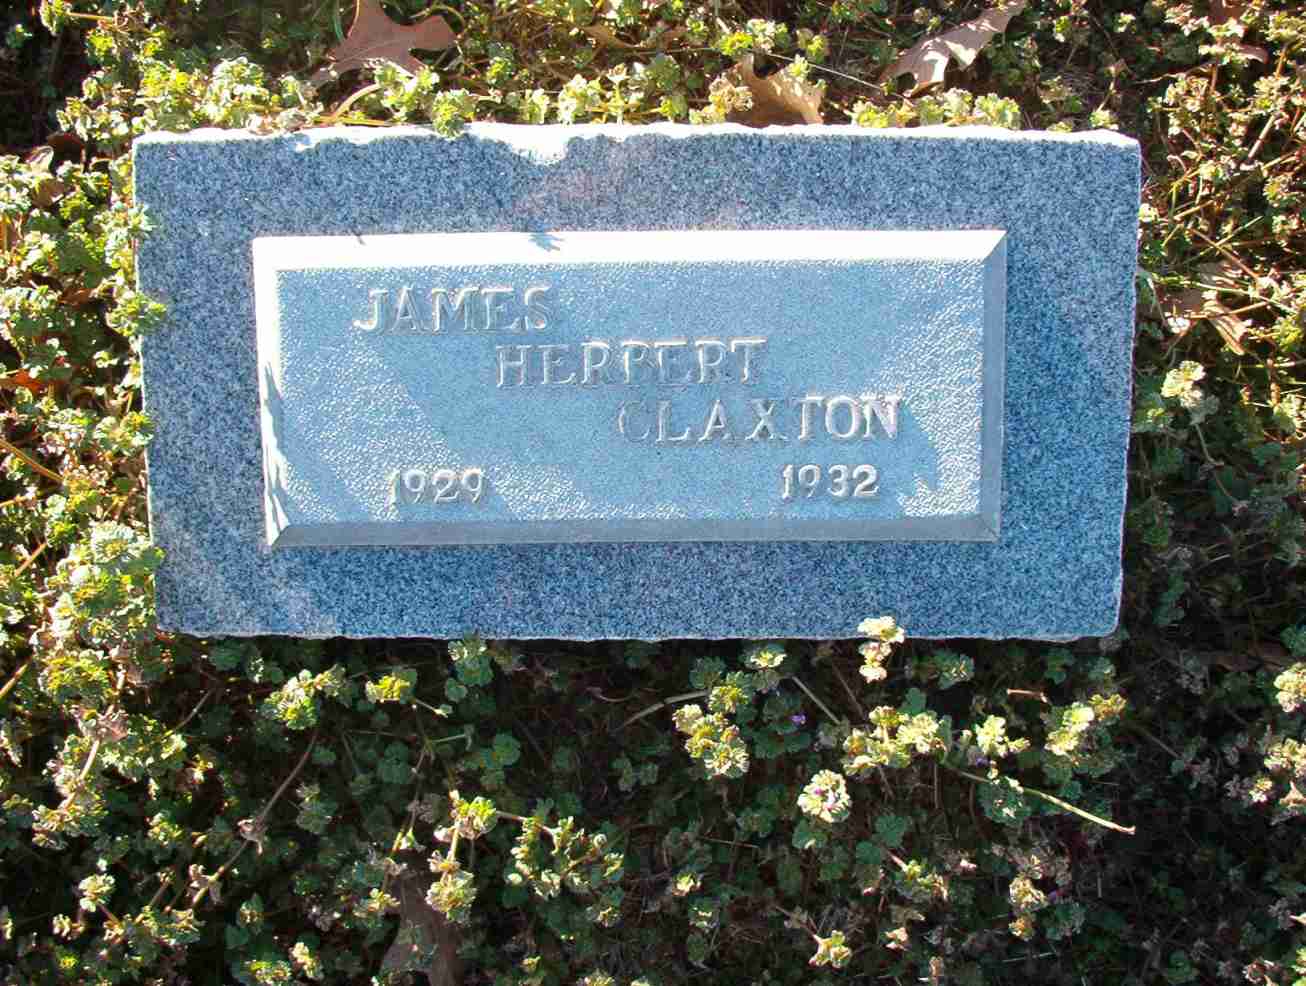 JAMES
HERBERT
CLAXTON
1929 1932